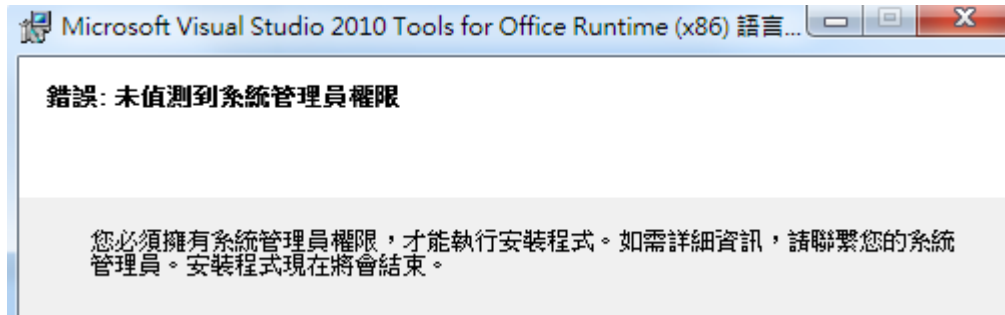 Microsoft Visual Studio 2010 Tools for Office Runtime (x86) 語言...
錯誤: 未偵測到系統管理員權限
您必須擁有系統管理員權限，才能執行安裝程式。如需詳細資訊，請聯繫您的系統
管理員。安裝程式現在將會結束。